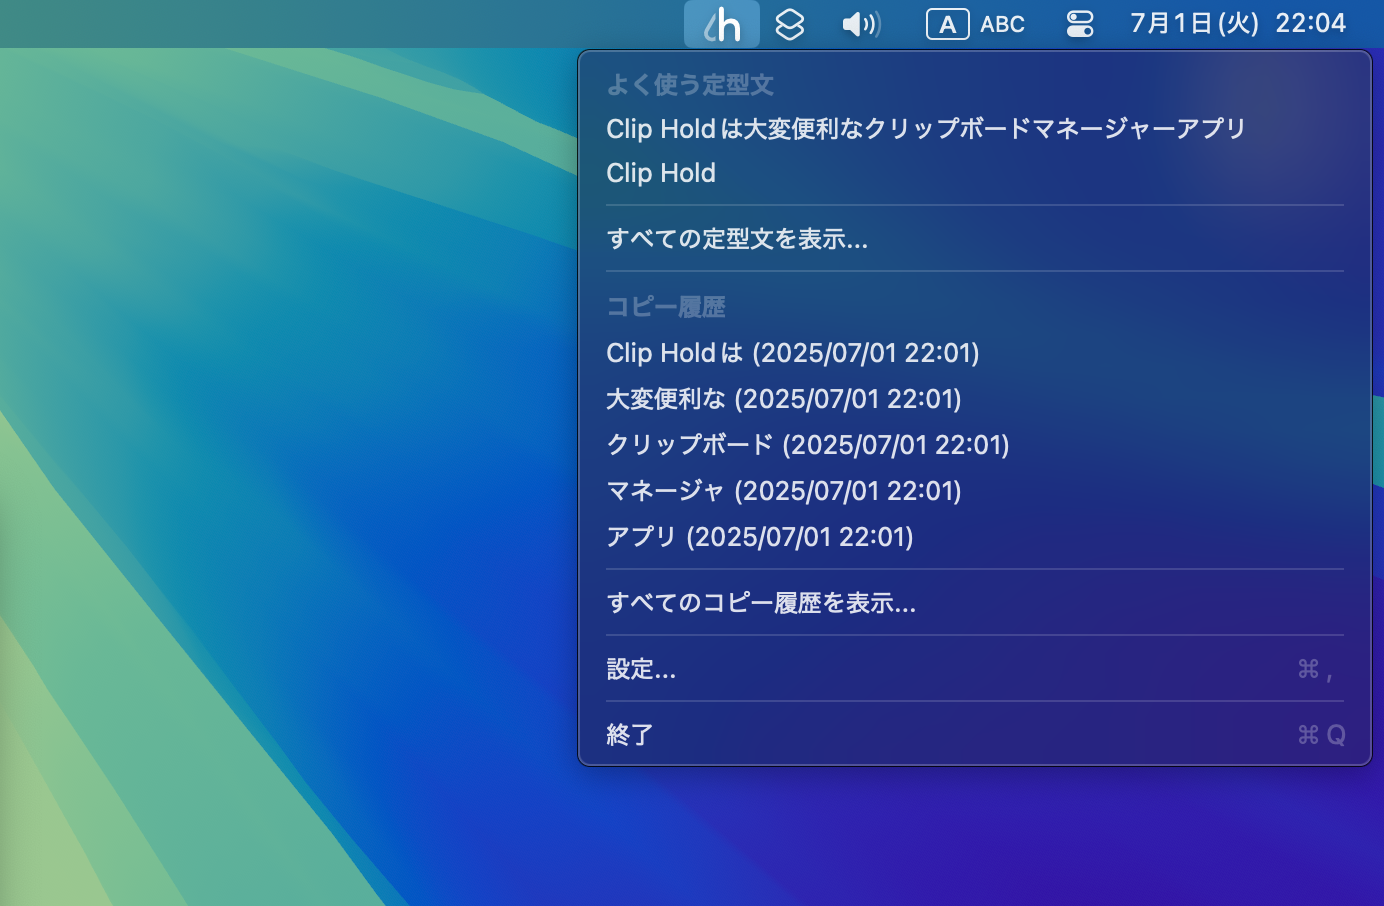 h A ABC 7月1日(火) 22:04
よく使う定型文
Clip Holdは大変便利なクリップボードマネージャーアプリ
Clip Hold
すべての定型文を表示...
コピー履歴
Clip Holdは (2025/07/01 22:01)
大変便利な (2025/07/01 22:01)
クリップボード (2025/07/01 22:01)
マネージャ (2025/07/01 22:01)
アプリ (2025/07/01 22:01)
すべてのコピー履歴を表示...
設定... ⌘ ,
終了 ⌘ Q